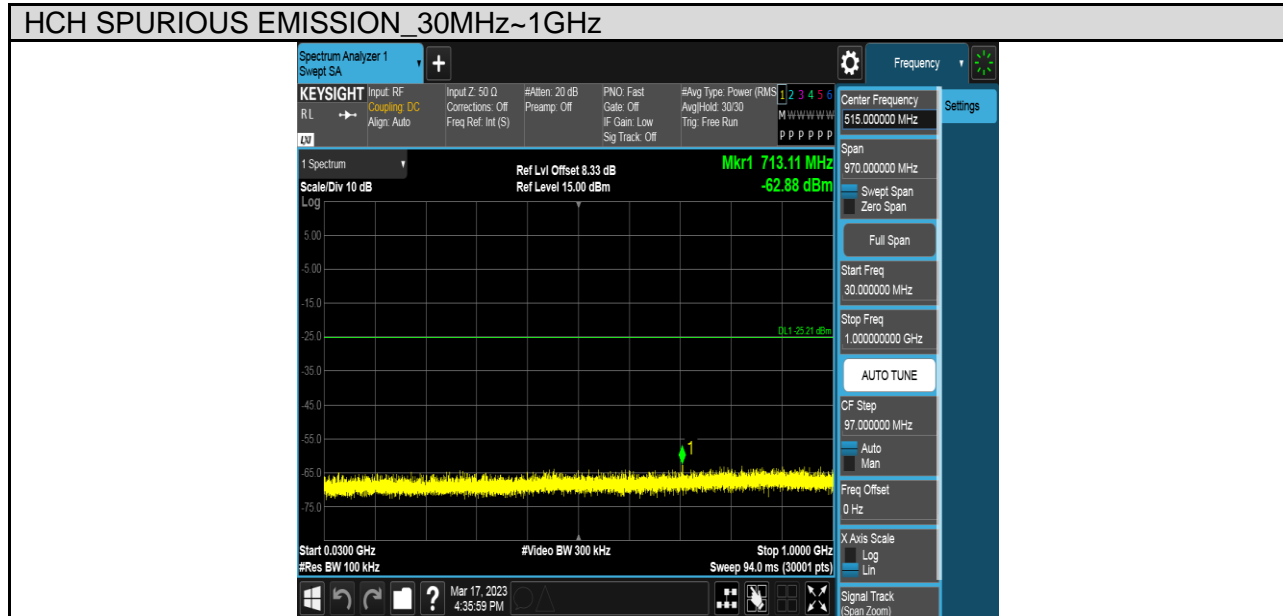 HCH SPURIOUS EMISSION_30MHz~1GHz
Spectrum Analyzer 1
Swept SA
+
Frequency
KEYSIGHT
RL
LXI
Input: RF
Coupling: DC
Align: Auto
Input Z: 50 Ω
Corrections: Off
Freq Ref: Int (S)
#Atten: 20 dB
Preamp: Off
PNO: Fast
Gate: Off
IF Gain: Low
Sig Track: Off
#Avg Type: Power (RMS
Avg|Hold: 30/30
Trig: Free Run
1 2 3 4 5 6
M W W W W W
P P P P P P
1 Spectrum
Scale/Div 10 dB
Log
Ref Lvl Offset 8.33 dB
Ref Level 15.00 dBm
Mkr1 713.11 MHz
-62.88 dBm
5.00
-5.00
-15.0
-25.0
-35.0
-45.0
-55.0
-65.0
-75.0
DL1 -25.21 dBm
1
Start 0.0300 GHz
#Res BW 100 kHz
#Video BW 300 kHz
Stop 1.0000 GHz
Sweep 94.0 ms (30001 pts)
?
Mar 17, 2023
4:35:59 PM
Center Frequency
515.000000 MHz
Span
970.000000 MHz
Swept Span
Zero Span
Full Span
Start Freq
30.000000 MHz
Stop Freq
1.000000000 GHz
AUTO TUNE
CF Step
97.000000 MHz
Auto
Man
Freq Offset
0 Hz
X Axis Scale
Log
Lin
Signal Track
(Span Zoom)
Settings